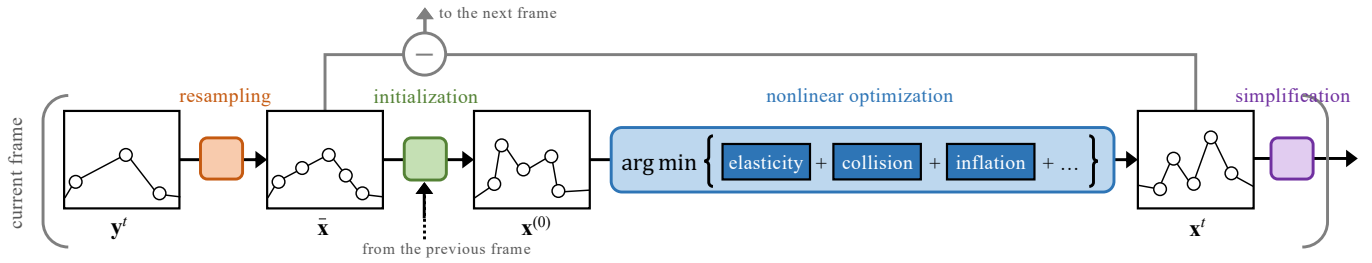 to the next frame
resampling
initialization
nonlinear optimization
simplification
current frame
arg min { elasticity + collision + inflation + … }
y^t
x̄
x^(0)
x^t
from the previous frame